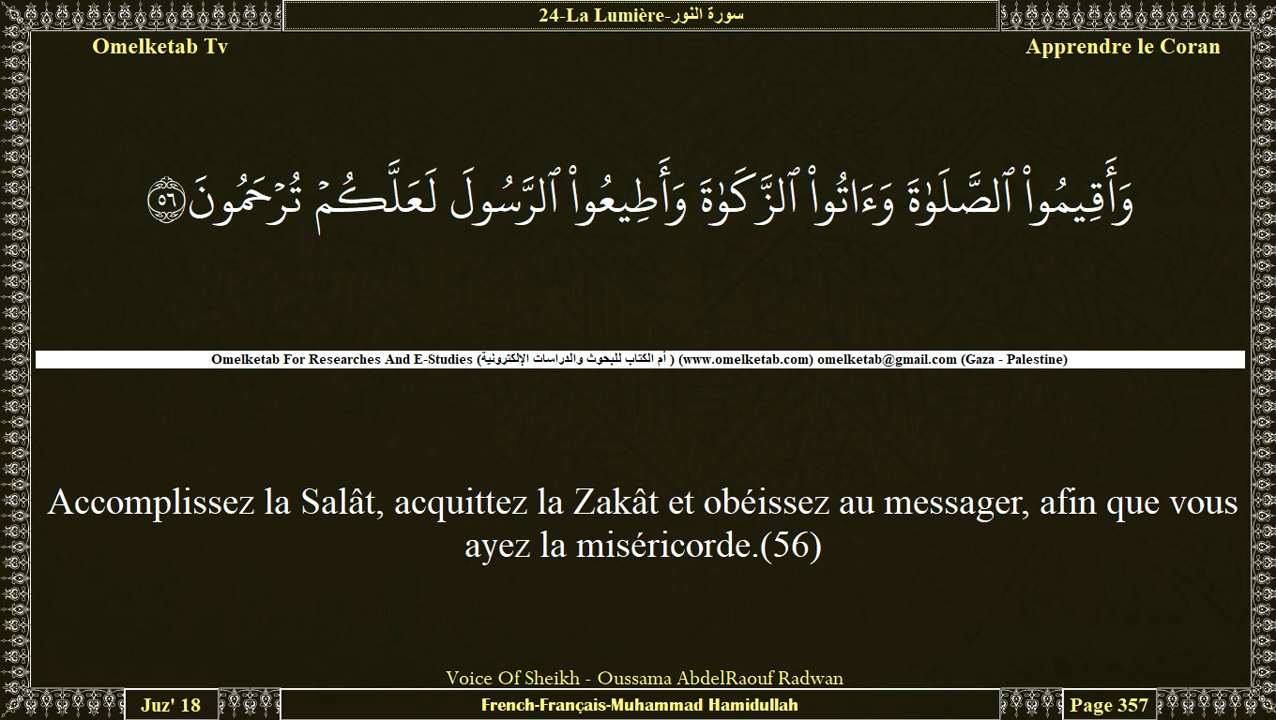 24-La Lumière-سورة النور
Omelketab Tv
Apprendre le Coran
وَأَقِيمُوا۟ ٱلصَّلَوٰةَ وَءَاتُوا۟ ٱلزَّكَوٰةَ وَأَطِيعُوا۟ ٱلرَّسُولَ لَعَلَّكُمۡ تُرۡحَمُونَ ٥٦
Omelketab For Researches And E-Studies (أم الكتاب للبحوث والدراسات الإلكترونية ) (www.omelketab.com) omelketab@gmail.com (Gaza - Palestine)
Accomplissez la Salât, acquittez la Zakât et obéissez au messager, afin que vous
ayez la miséricorde.(56)
Voice Of Sheikh - Oussama AbdelRaouf Radwan
Juz' 18
French-Français-Muhammad Hamidullah
Page 357